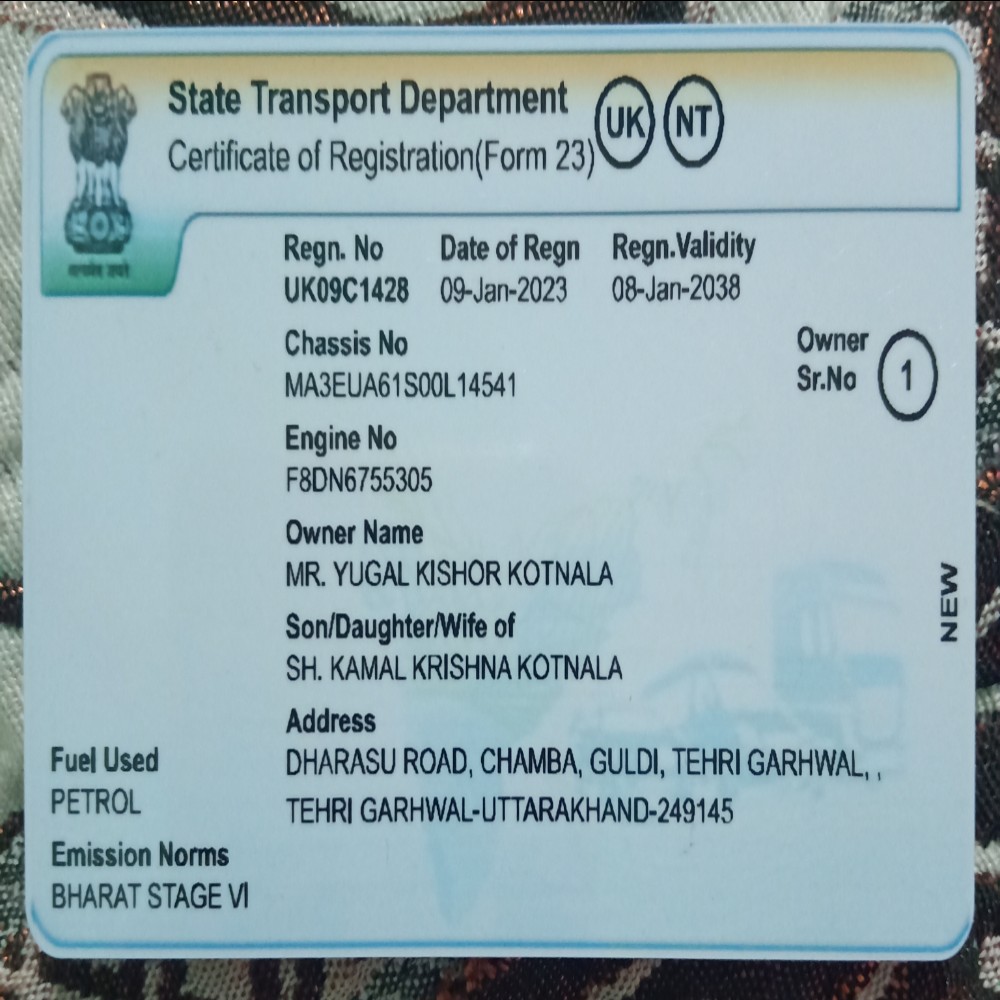 State Transport Department
UK NT
Certificate of Registration(Form 23)
Regn. No Date of Regn Regn.Validity
UK09C1428 09-Jan-2023 08-Jan-2038
Chassis No
MA3EUA61S00L14541
Owner
Sr.No 1
Engine No
F8DN6755305
Owner Name
MR. YUGAL KISHOR KOTNALA
NEW
Son/Daughter/Wife of
SH. KAMAL KRISHNA KOTNALA
Address
DHARASU ROAD, CHAMBA, GULDI, TEHRI GARHWAL, ,
TEHRI GARHWAL-UTTARAKHAND-249145
Fuel Used
PETROL
Emission Norms
BHARAT STAGE VI